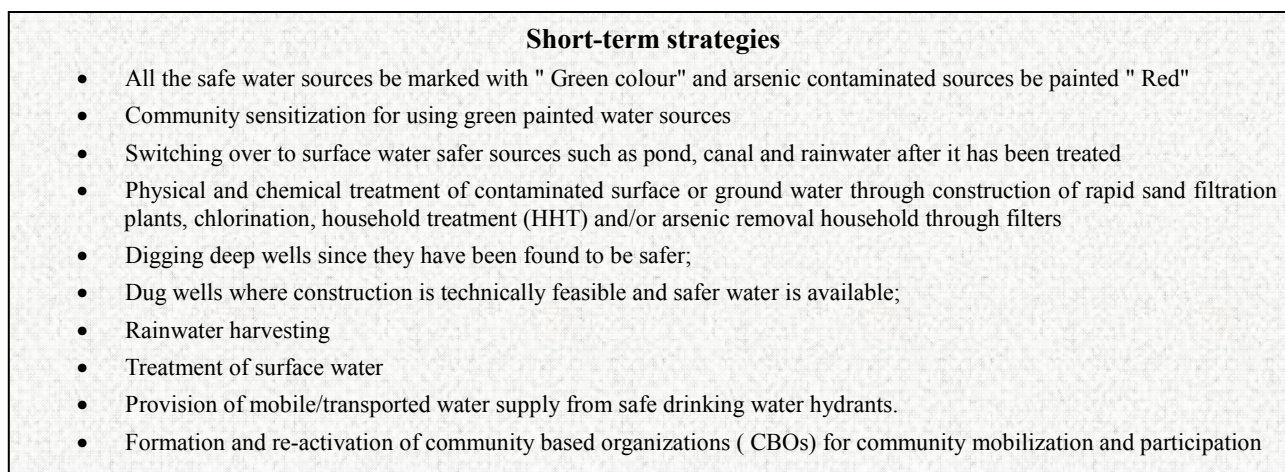 Short-term strategies
• All the safe water sources be marked with " Green colour" and arsenic contaminated sources be painted " Red"
• Community sensitization for using green painted water sources
• Switching over to surface water safer sources such as pond, canal and rainwater after it has been treated
• Physical and chemical treatment of contaminated surface or ground water through construction of rapid sand filtration
plants, chlorination, household treatment (HHT) and/or arsenic removal household through filters
• Digging deep wells since they have been found to be safer;
• Dug wells where construction is technically feasible and safer water is available;
• Rainwater harvesting
• Treatment of surface water
• Provision of mobile/transported water supply from safe drinking water hydrants.
• Formation and re-activation of community based organizations ( CBOs) for community mobilization and participation